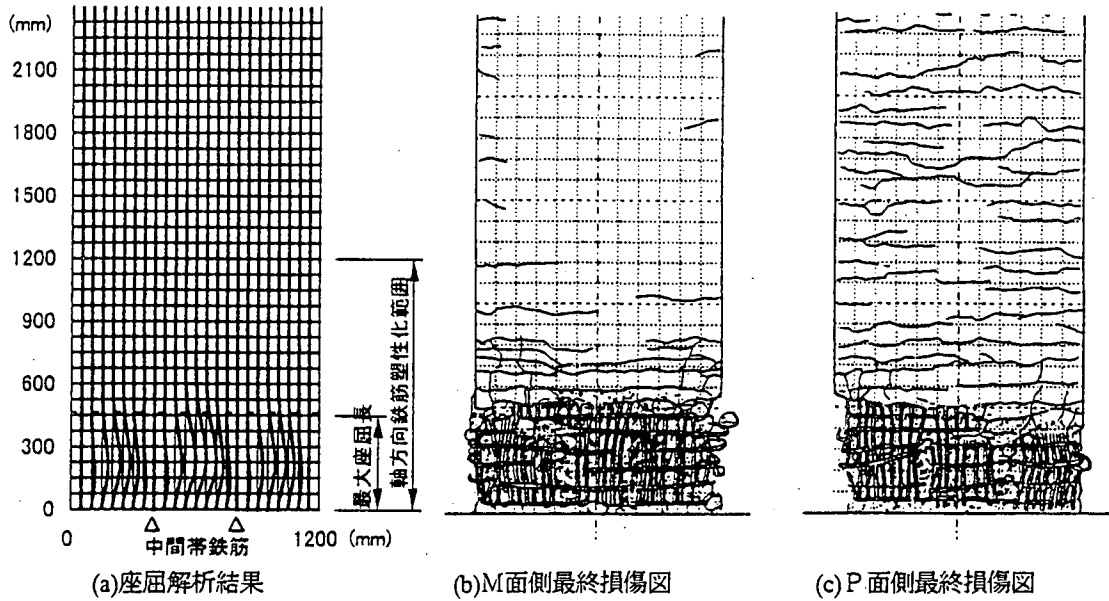 (mm)
2100
1800
1500
1200
900
600
300
0
0
1200 (mm)
中間帯鉄筋
最大座屈長
軸方向鉄筋塑性化範囲
(a)座屈解析結果
(b)M面側最終損傷図
(c)P面側最終損傷図